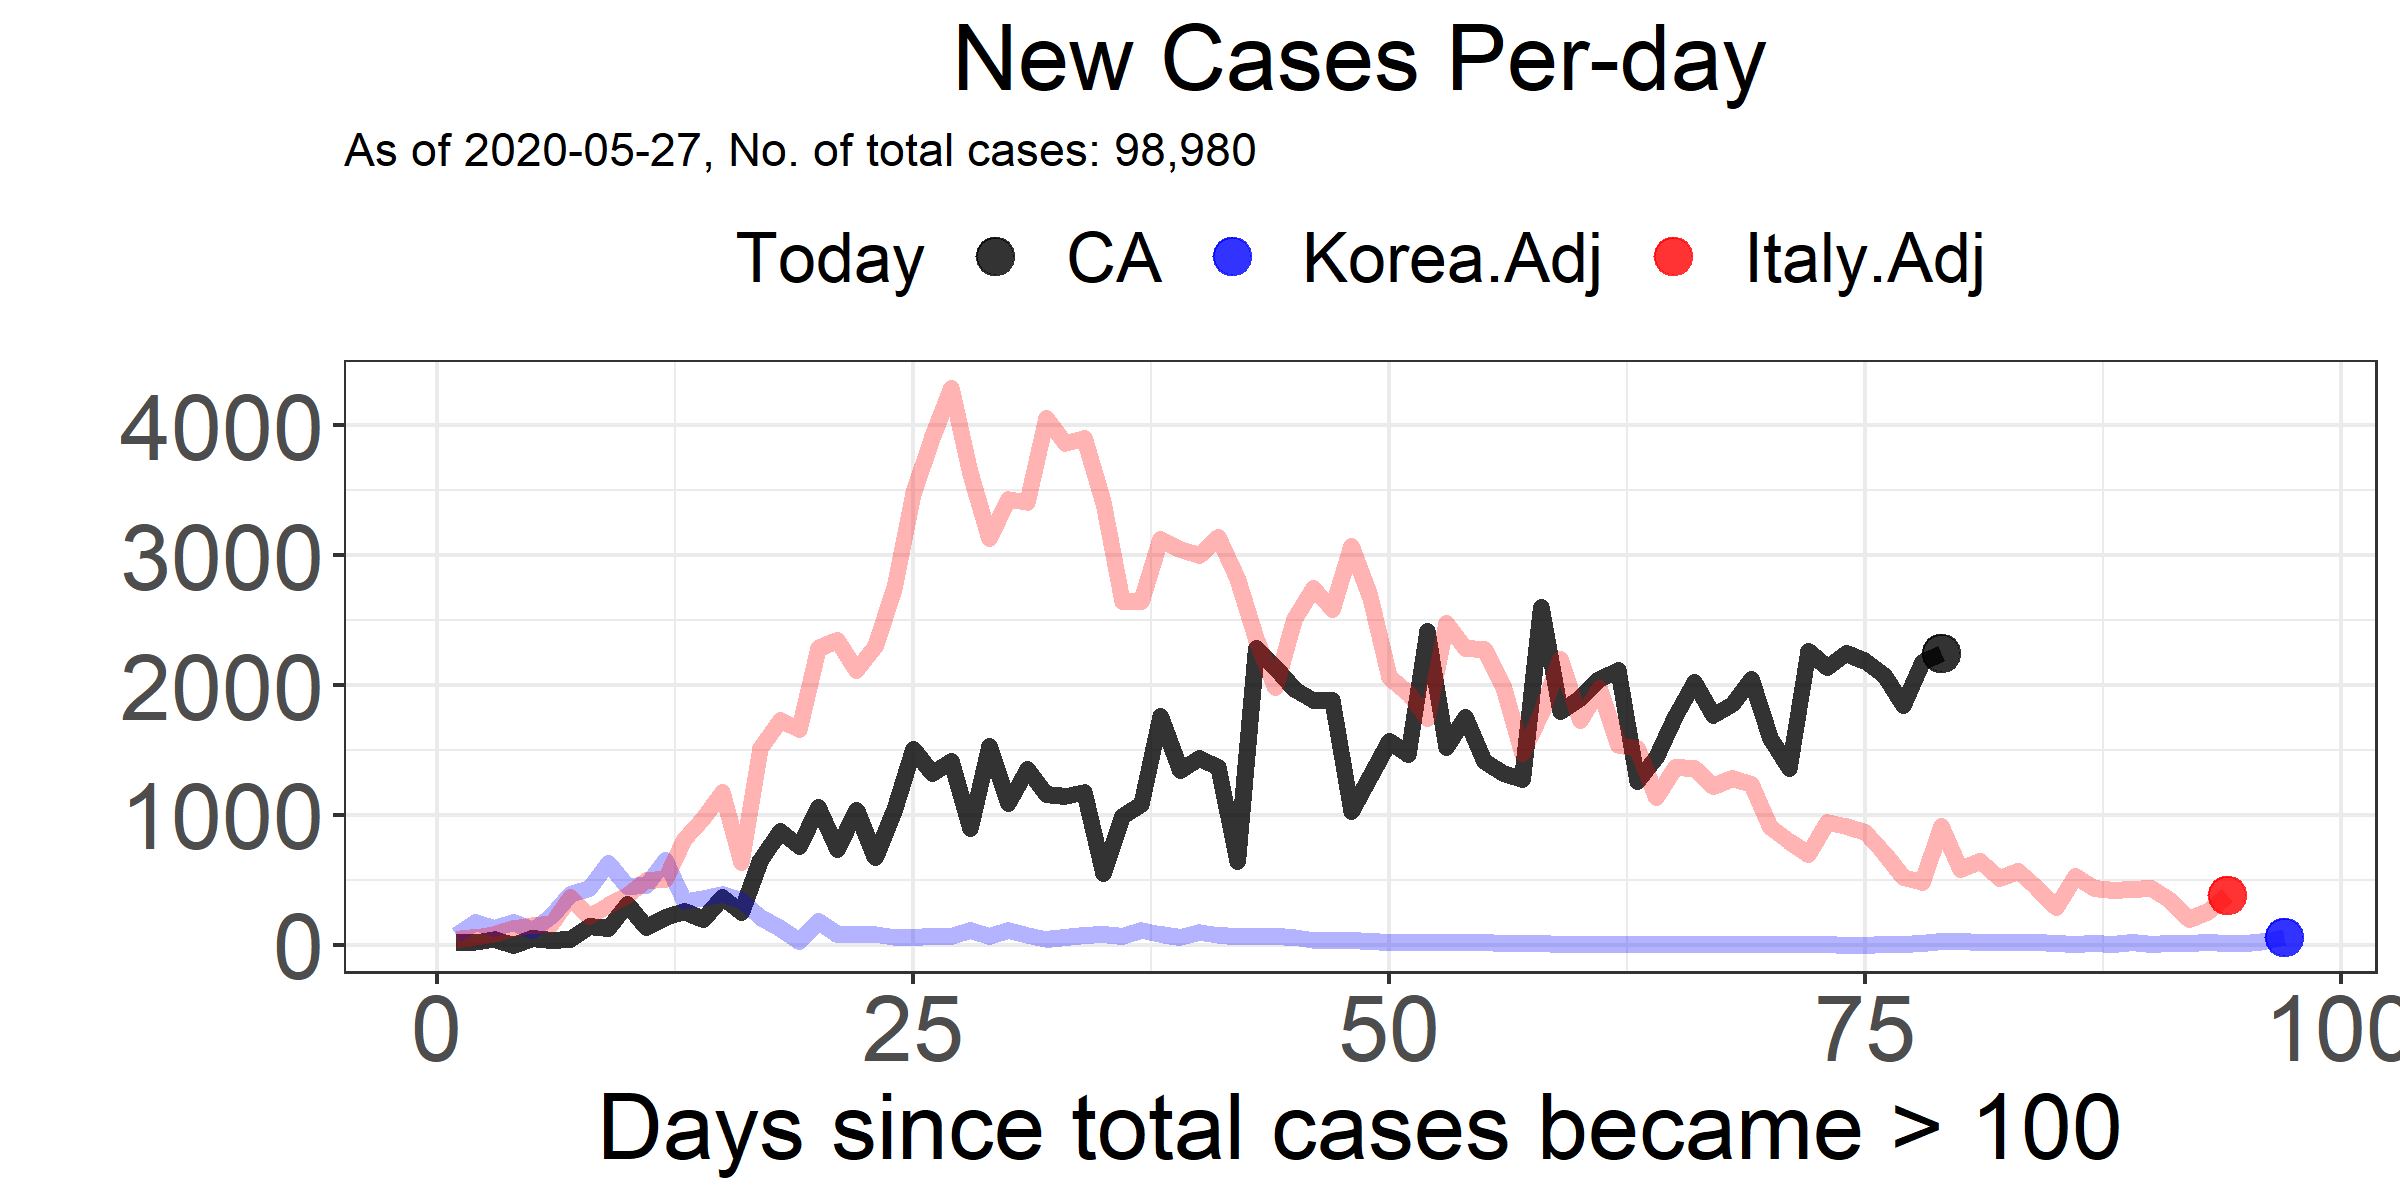 New Cases Per-day
As of 2020-05-27, No. of total cases: 98,980
Today CA Korea.Adj Italy.Adj
4000
3000
2000
1000
0
0 25 50 75 100
Days since total cases became > 100